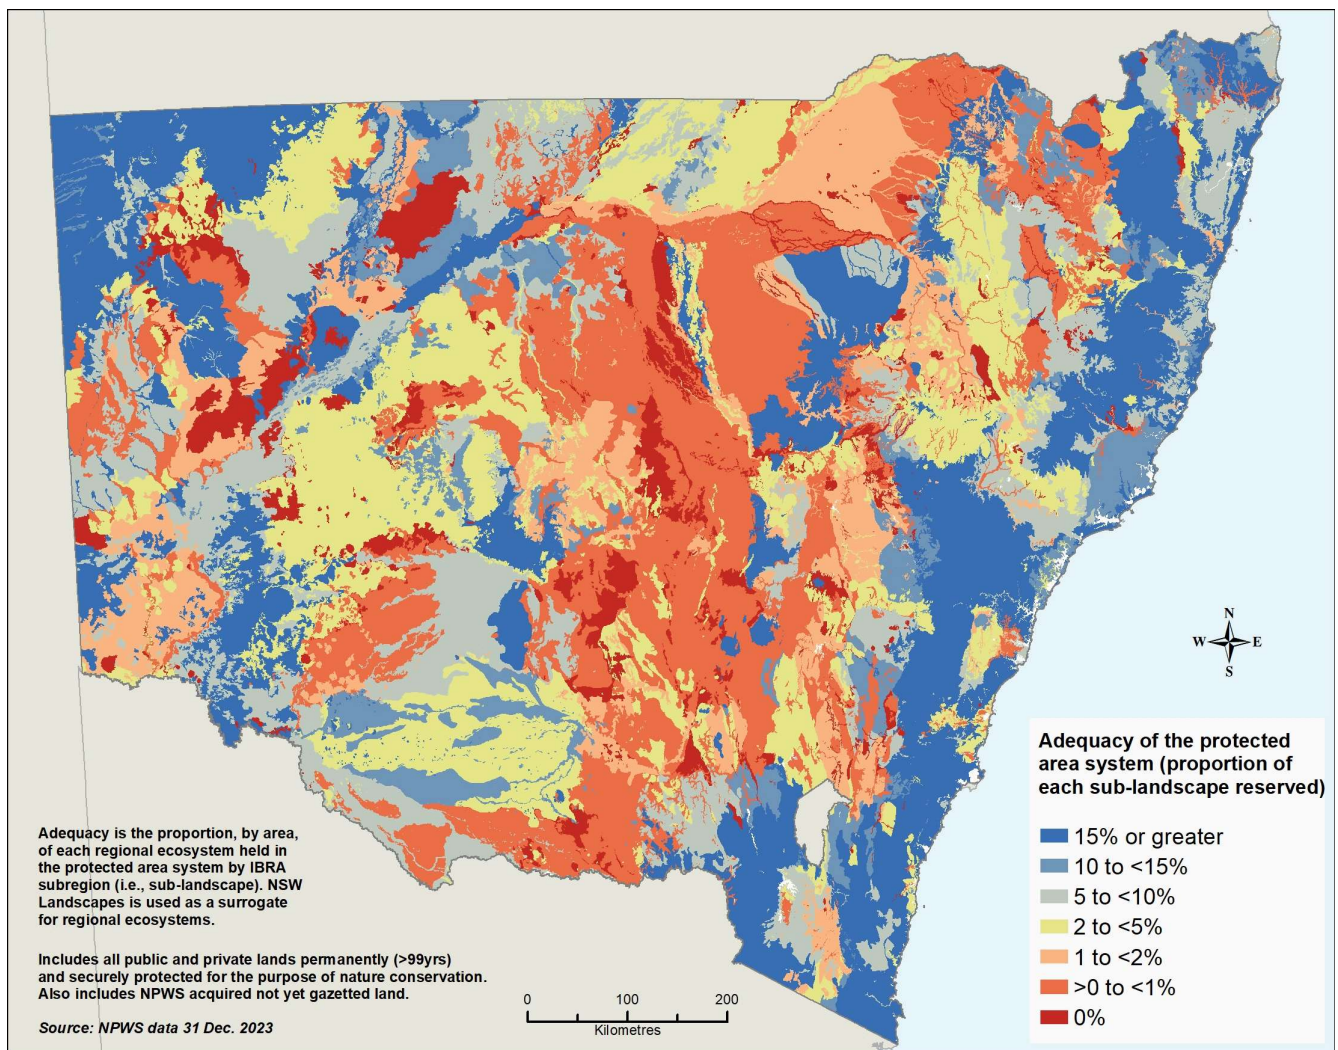 N
W
E
S
Adequacy of the protected
area system (proportion of
each sub-landscape reserved)
15% or greater
10 to <15%
5 to <10%
2 to <5%
1 to <2%
>0 to <1%
0%
Adequacy is the proportion, by area,
of each regional ecosystem held in
the protected area system by IBRA
subregion (i.e., sub-landscape). NSW
Landscapes is used as a surrogate
for regional ecosystems.
Includes all public and private lands permanently (>99yrs)
and securely protected for the purpose of nature conservation.
Also includes NPWS acquired not yet gazetted land.
Source: NPWS data 31 Dec. 2023
0 100 200
Kilometres